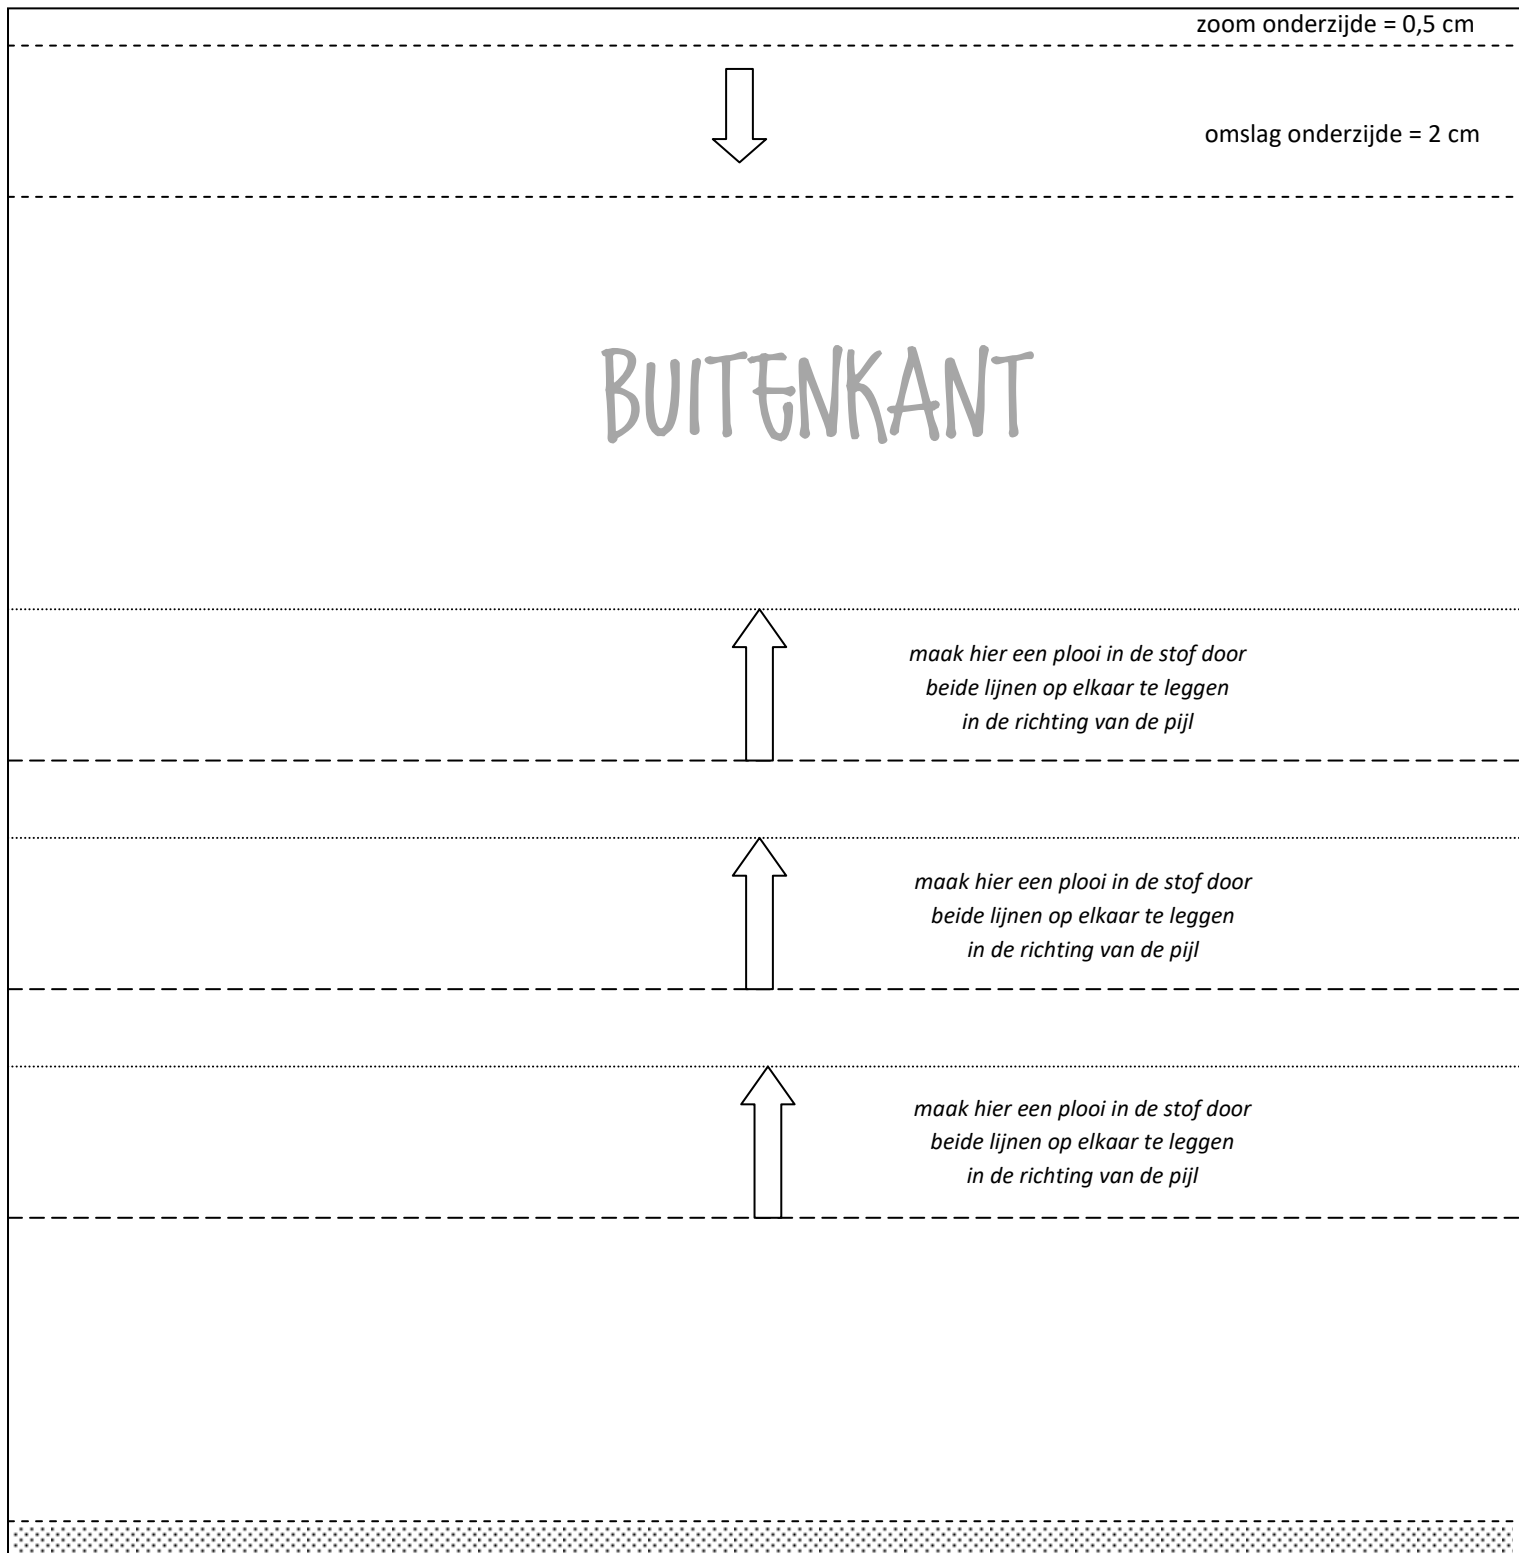 zoom onderzijde = 0,5 cm
omslag onderzijde = 2 cm
BUITENKANT
maak hier een plooi in de stof door
beide lijnen op elkaar te leggen
in de richting van de pijl
maak hier een plooi in de stof door
beide lijnen op elkaar te leggen
in de richting van de pijl
maak hier een plooi in de stof door
beide lijnen op elkaar te leggen
in de richting van de pijl